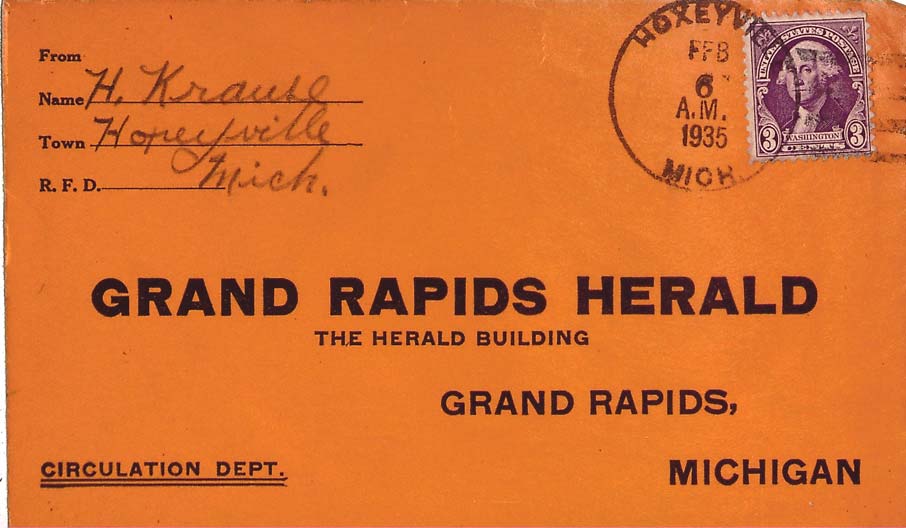 From
Name H. Krause
Town Hoxeyville
R. F. D. Mich.
HOXEYVI
FEB
6
A.M.
1935
MICH
UNITED STATES POSTAGE
3 WASHINGTON 3
CENTS
GRAND RAPIDS HERALD
THE HERALD BUILDING
GRAND RAPIDS,
CIRCULATION DEPT.
MICHIGAN